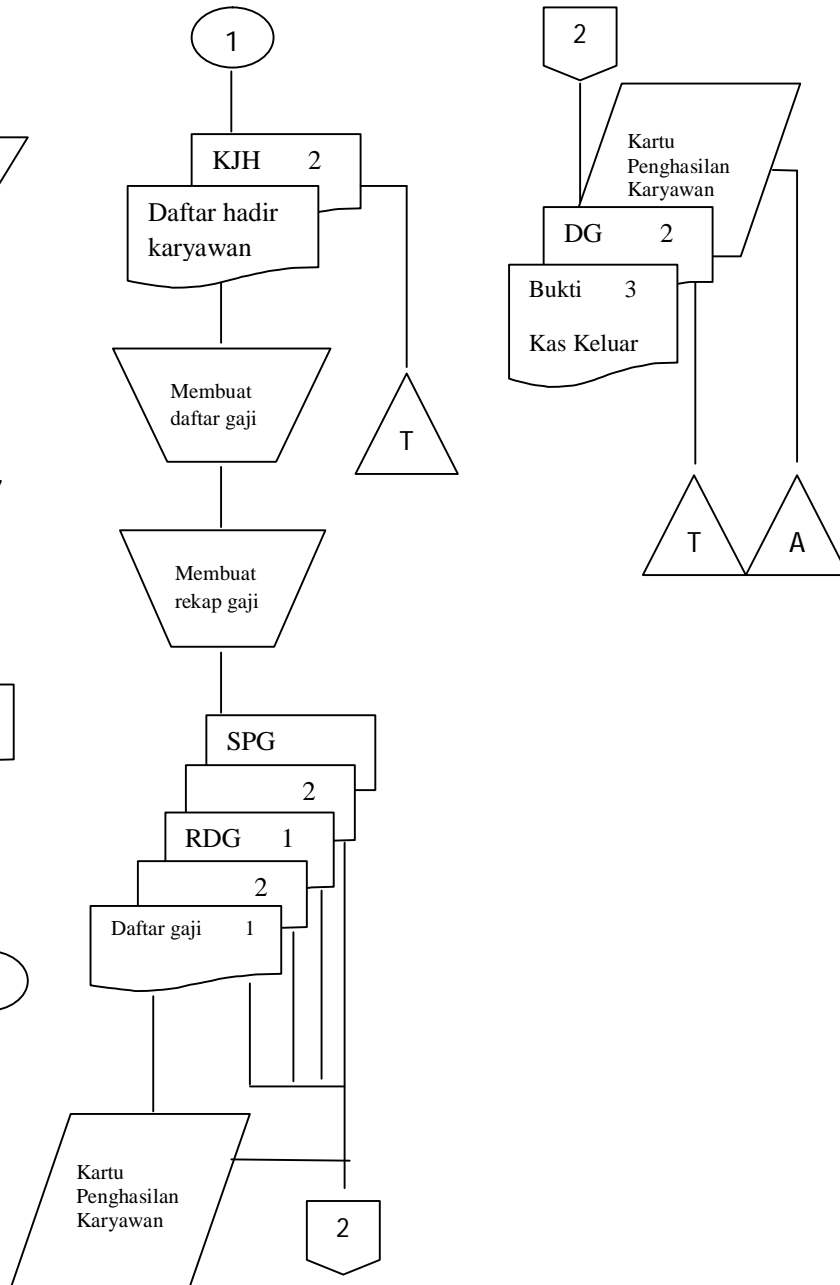 1
KJH 2
Daftar hadir
karyawan
Membuat
daftar gaji
T
Membuat
rekap gaji
SPG
2
RDG 1
2
Daftar gaji 1
Kartu
Penghasilan
Karyawan
2
2
Kartu
Penghasilan
Karyawan
DG 2
Bukti 3
Kas Keluar
T
A